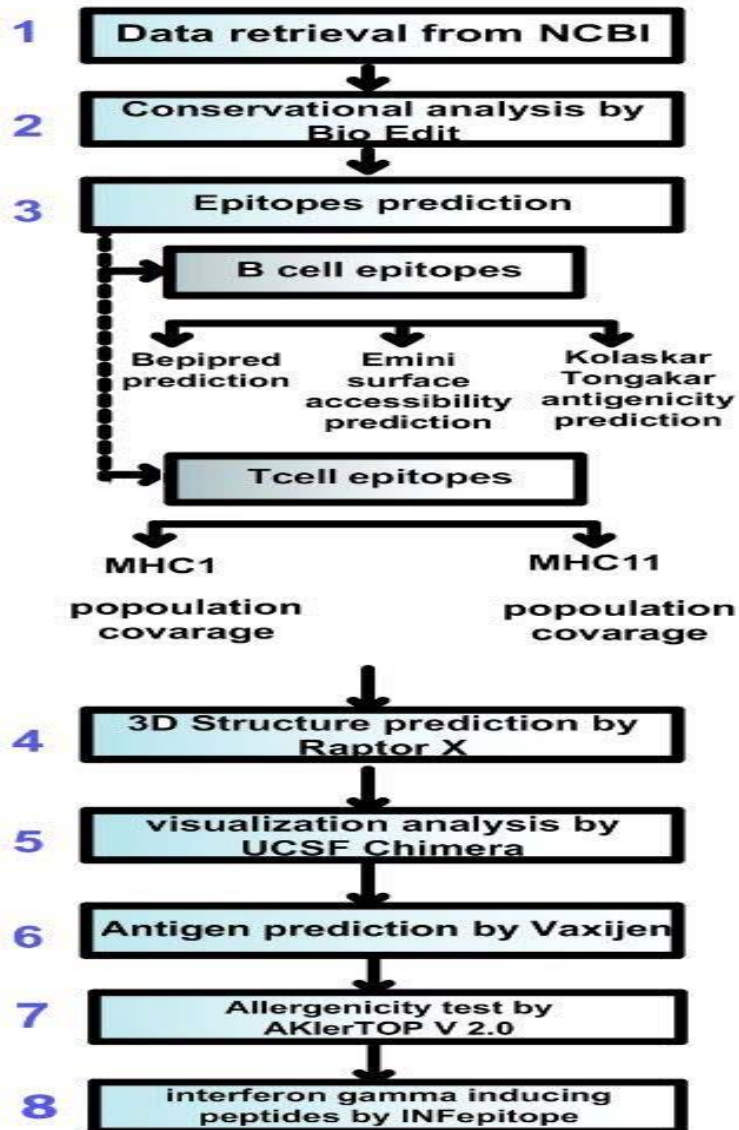 1
Data retrieval from NCBI
2
Conservational analysis by
Bio Edit
3
Epitopes prediction
B cell epitopes
Bepipred
prediction
Emini
surface
accessibility
prediction
Kolaskar
Tongakar
antigenicity
prediction
Tcell epitopes
MHC1
popoulation
covarage
MHC11
popoulation
covarage
4
3D Structure prediction by
Raptor X
5
visualization analysis by
UCSF Chimera
6
Antigen prediction by Vaxijen
7
Allergenicity test by
AKlerTOP V 2.0
8
interferon gamma inducing
peptides by INFepitope